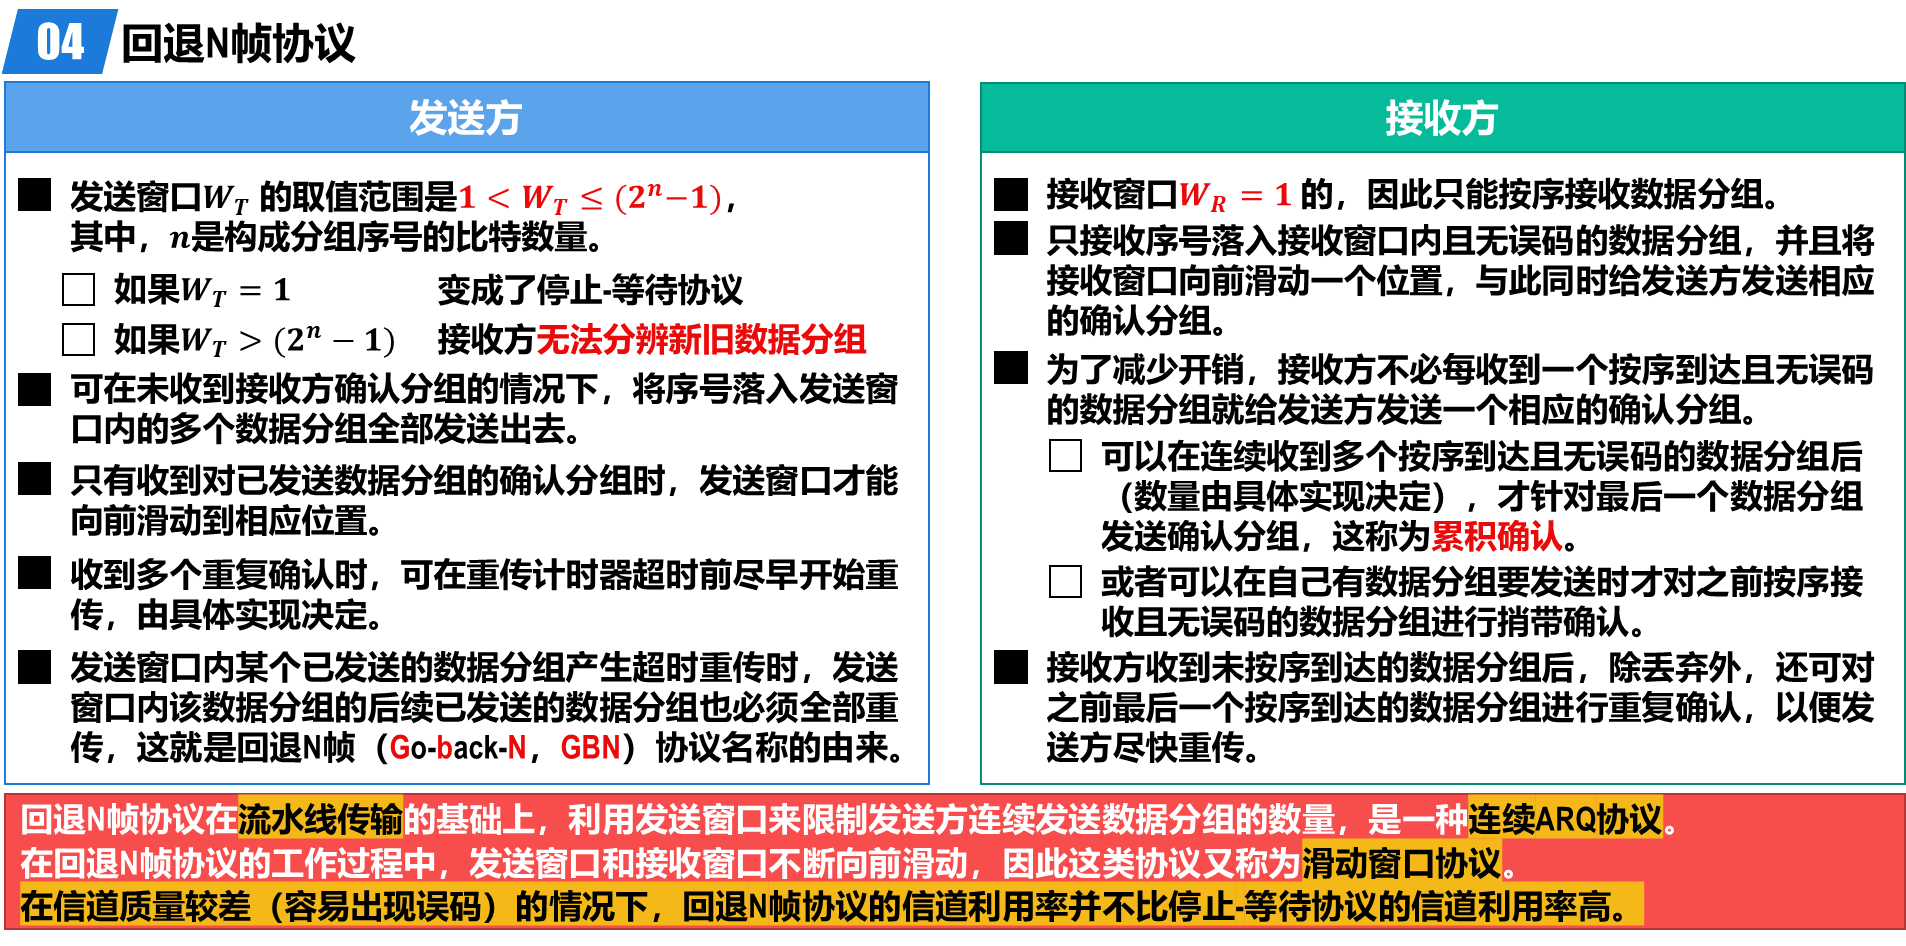 04 回退N帧协议
发送方
发送窗口W_T 的取值范围是1 < W_T ≤ (2^n−1)，
其中，n是构成分组序号的比特数量。
如果W_T = 1 变成了停止-等待协议
如果W_T > (2^n − 1) 接收方无法分辨新旧数据分组
可在未收到接收方确认分组的情况下，将序号落入发送窗
口内的多个数据分组全部发送出去。
只有收到对已发送数据分组的确认分组时，发送窗口才能
向前滑动到相应位置。
收到多个重复确认时，可在重传计时器超时前尽早开始重
传，由具体实现决定。
发送窗口内某个已发送的数据分组产生超时重传时，发送
窗口内该数据分组的后续已发送的数据分组也必须全部重
传，这就是回退N帧（Go-back-N，GBN）协议名称的由来。
接收方
接收窗口W_R = 1 的，因此只能按序接收数据分组。
只接收序号落入接收窗口内且无误码的数据分组，并且将
接收窗口向前滑动一个位置，与此同时给发送方发送相应
的确认分组。
为了减少开销，接收方不必每收到一个按序到达且无误码
的数据分组就给发送方发送一个相应的确认分组。
可以在连续收到多个按序到达且无误码的数据分组后
（数量由具体实现决定），才针对最后一个数据分组
发送确认分组，这称为累积确认。
或者可以在自己有数据分组要发送时才对之前按序接
收且无误码的数据分组进行捎带确认。
接收方收到未按序到达的数据分组后，除丢弃外，还可对
之前最后一个按序到达的数据分组进行重复确认，以便发
送方尽快重传。
回退N帧协议在流水线传输的基础上，利用发送窗口来限制发送方连续发送数据分组的数量，是一种连续ARQ协议。
在回退N帧协议的工作过程中，发送窗口和接收窗口不断向前滑动，因此这类协议又称为滑动窗口协议。
在信道质量较差（容易出现误码）的情况下，回退N帧协议的信道利用率并不比停止-等待协议的信道利用率高。